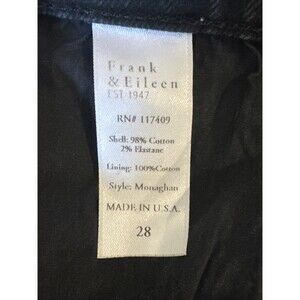 Frank
& Eileen
EST 1947
RN# 117409
Shell: 98% Cotton
2% Elastane
Lining: 100%Cotton
Style: Monaghan
MADE IN U.S.A.
28